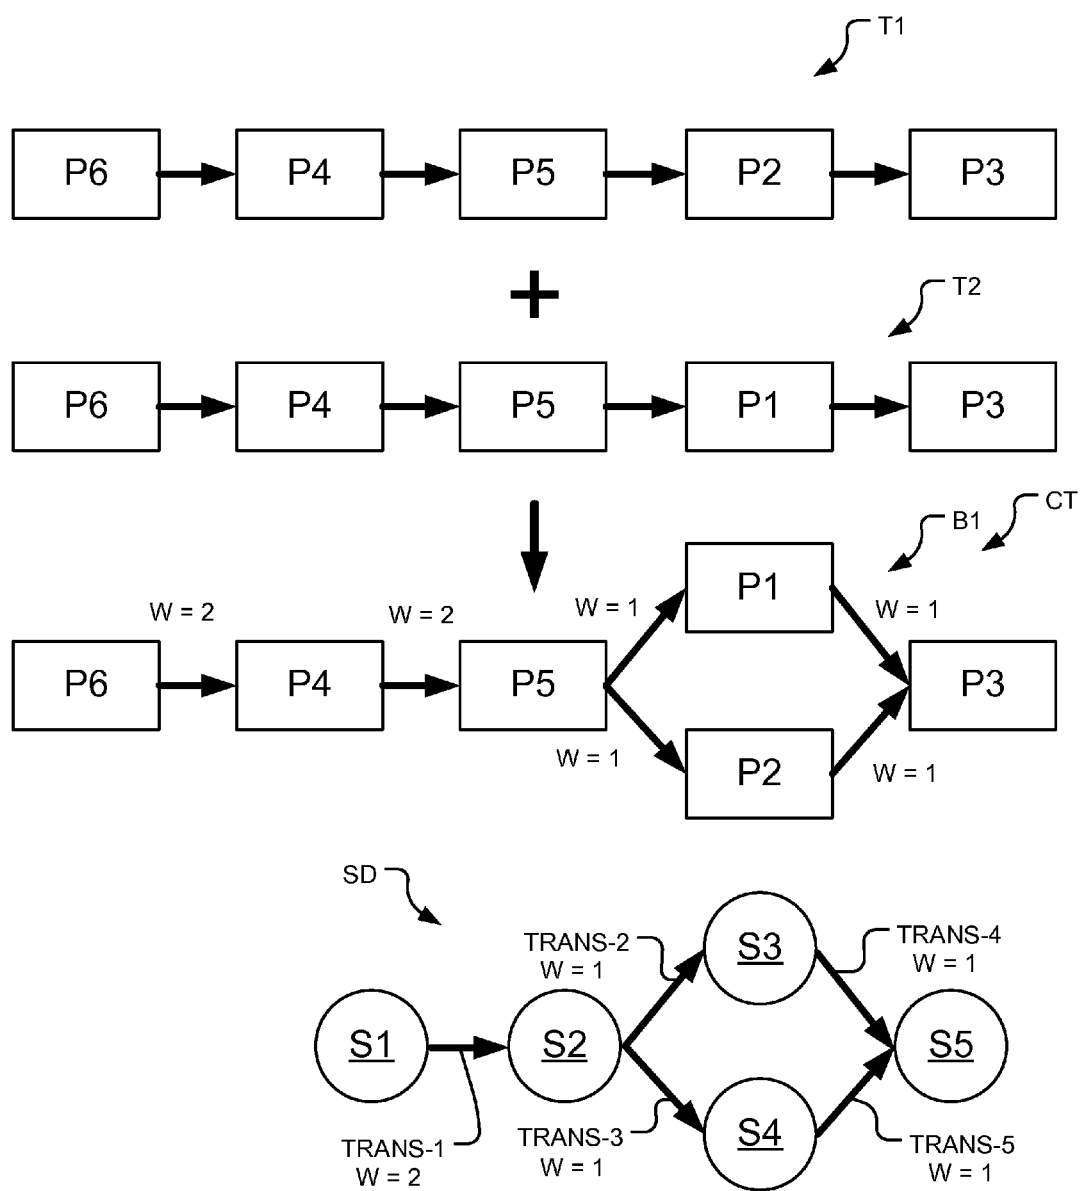 T1
P6 P4 P5 P2 P3
+
T2
P6 P4 P5 P1 P3
CT
B1
P1
W = 2 W = 2 W = 1 W = 1
P6 P4 P5 P3
W = 1 P2 W = 1
SD
TRANS-2 S3 TRANS-4
W = 1 W = 1
S1 S2 S5
TRANS-1 TRANS-3 S4 TRANS-5
W = 2 W = 1 W = 1